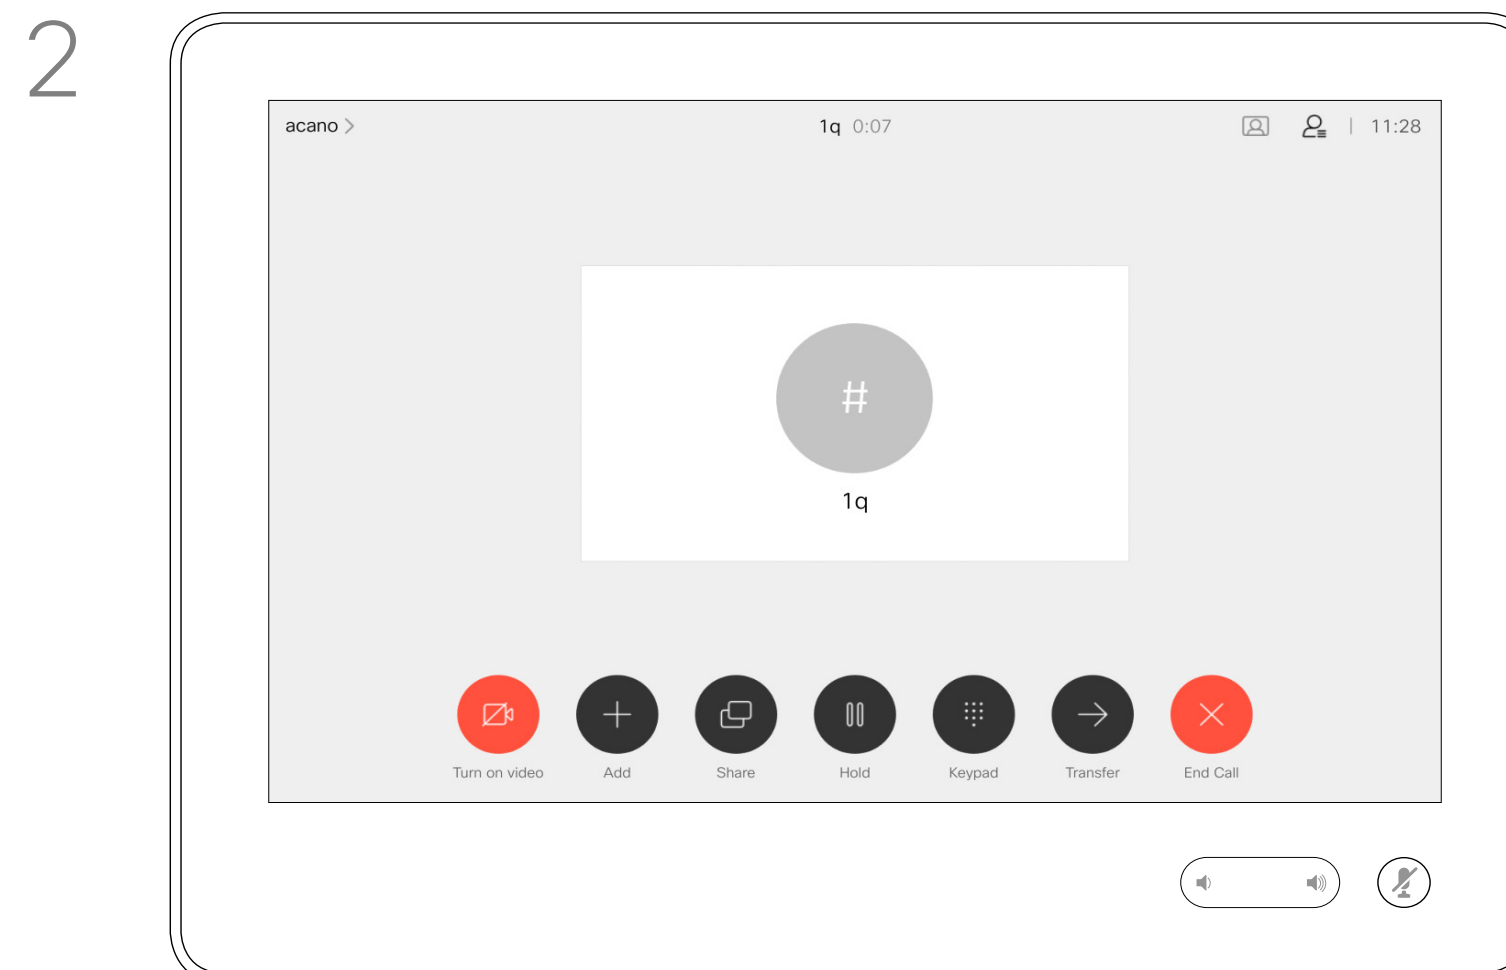 2
acano
1q 0:07
11:28
#
1q
Turn on video
Add
Share
Hold
Keypad
Transfer
End Call